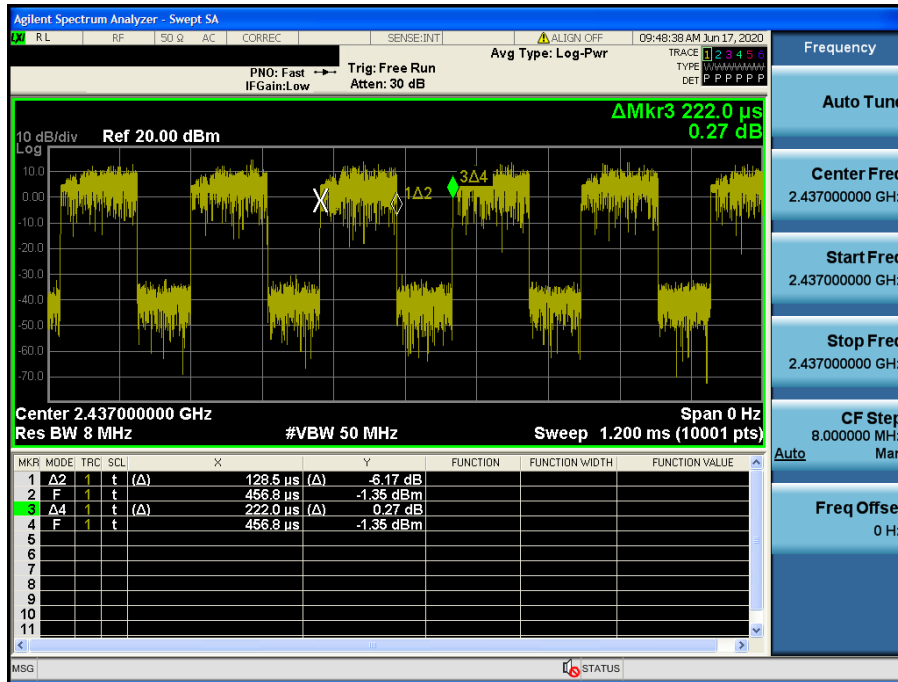 Agilent Spectrum Analyzer - Swept SA
LXI RL RF 50 Ω AC CORREC SENSE:INT ALIGN OFF 09:48:38 AM Jun 17, 2020
Frequency
Avg Type: Log-Pwr
TRACE 1 2 3 4 5 6
PNO: Fast Trig: Free Run
TYPE WWWWWW
IFGain:Low Atten: 30 dB
DET P P P P P P
Auto Tune
ΔMkr3 222.0 µs
0.27 dB
10 dB/div Ref 20.00 dBm
Log
10.0
0.00
-10.0
-20.0
-30.0
-40.0
-50.0
-60.0
-70.0
X
1Δ2
3Δ4
Center Freq
2.437000000 GHz
Start Freq
2.437000000 GHz
Stop Freq
2.437000000 GHz
Center 2.437000000 GHz Span 0 Hz
Res BW 8 MHz #VBW 50 MHz Sweep 1.200 ms (10001 pts)
CF Step
8.000000 MHz
Auto Man
MKR MODE TRC SCL X Y FUNCTION FUNCTION WIDTH FUNCTION VALUE
1 Δ2 1 t (Δ) 128.5 µs (Δ) -6.17 dB
2 F 1 t 456.8 µs -1.35 dBm
3 Δ4 1 t (Δ) 222.0 µs (Δ) 0.27 dB
4 F 1 t 456.8 µs -1.35 dBm
5
6
7
8
9
10
11
Freq Offset
0 Hz
MSG STATUS